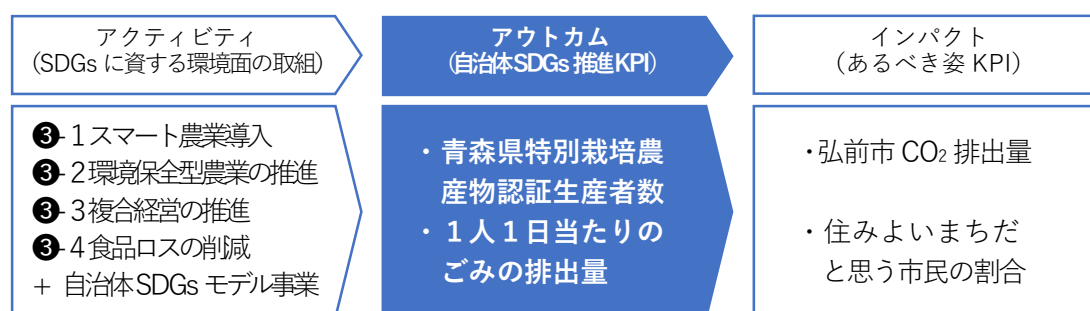 アクティビティ
(SDGsに資する環境面の取組)
❸-1スマート農業導入
❸-2環境保全型農業の推進
❸-3複合経営の推進
❸-4食品ロスの削減
+ 自治体SDGsモデル事業
アウトカム
(自治体SDGs推進KPI)
・青森県特別栽培農
産物認証生産者数
・１人１日当たりの
ごみの排出量
インパクト
(あるべき姿KPI)
・弘前市CO₂排出量
・住みよいまちだ
と思う市民の割合